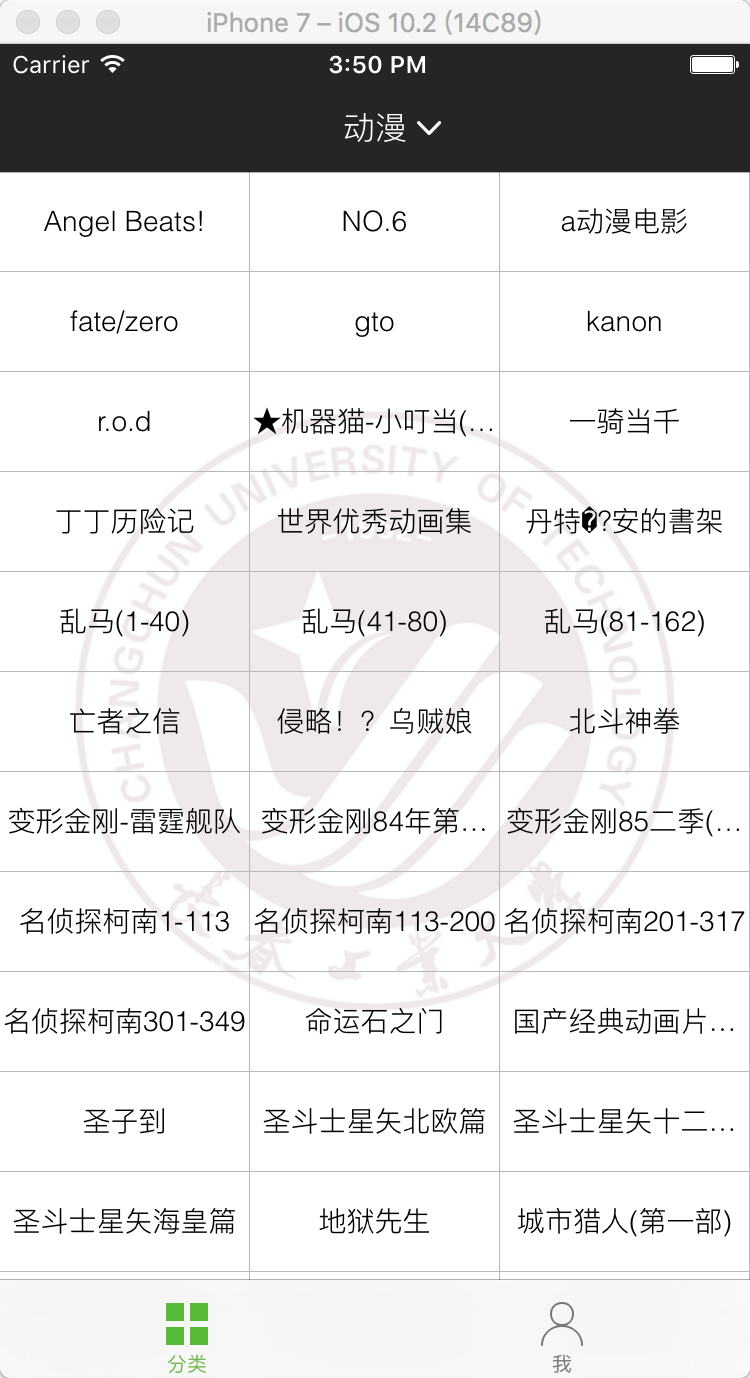 iPhone 7 – iOS 10.2 (14C89)
Carrier 3:50 PM
动漫
Angel Beats! NO.6 a动漫电影
fate/zero gto kanon
r.o.d ★机器猫-小叮当(... 一骑当千
丁丁历险记 世界优秀动画集 丹特�?安的書架
乱马(1-40) 乱马(41-80) 乱马(81-162)
亡者之信 侵略！？乌贼娘 北斗神拳
变形金刚-雷霆舰队 变形金刚84年第... 变形金刚85二季(...
名侦探柯南1-113 名侦探柯南113-200 名侦探柯南201-317
名侦探柯南301-349 命运石之门 国产经典动画片...
圣子到 圣斗士星矢北欧篇 圣斗士星矢十二...
圣斗士星矢海皇篇 地狱先生 城市猎人(第一部)
CHANGCHUN UNIVERSITY OF TECHNOLOGY
长春工业大学
分类 我